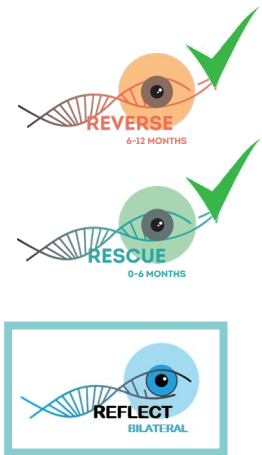 REVERSE
6-12 MONTHS
RESCUE
0-6 MONTHS
REFLECT
BILATERAL